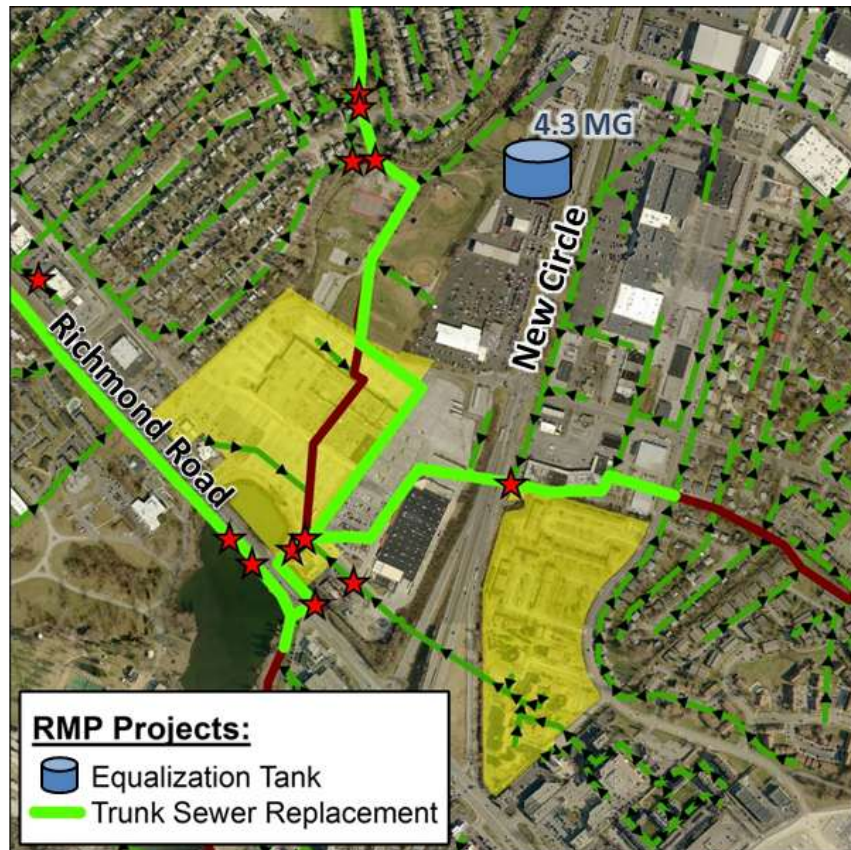 4.3 MG
New Circle
Richmond Road
RMP Projects:
Equalization Tank
Trunk Sewer Replacement